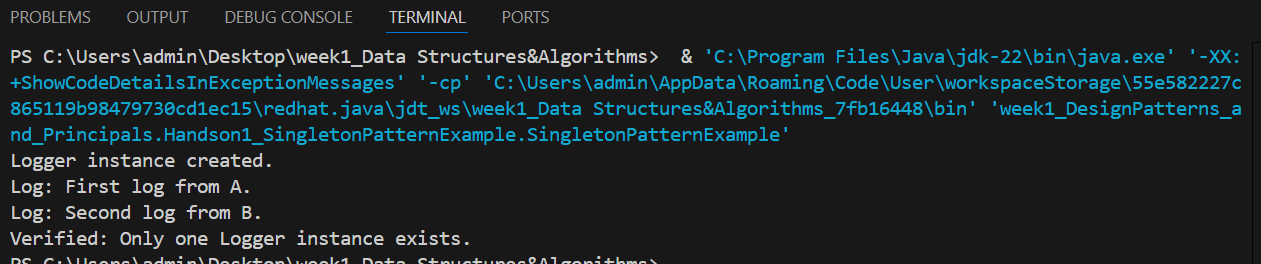 PROBLEMS OUTPUT DEBUG CONSOLE TERMINAL PORTS
PS C:\Users\admin\Desktop\week1_Data Structures&Algorithms>  & 'C:\Program Files\Java\jdk-22\bin\java.exe' '-XX:
+ShowCodeDetailsInExceptionMessages' '-cp' 'C:\Users\admin\AppData\Roaming\Code\User\workspaceStorage\55e582227c
865119b98479730cd1ec15\redhat.java\jdt_ws\week1_Data Structures&Algorithms_7fb16448\bin' 'week1_DesignPatterns_a
nd_Principals.Handson1_SingletonPatternExample.SingletonPatternExample'
Logger instance created.
Log: First log from A.
Log: Second log from B.
Verified: Only one Logger instance exists.
PS C:\Users\admin\Desktop\week1_Data Structures&Algorithms>